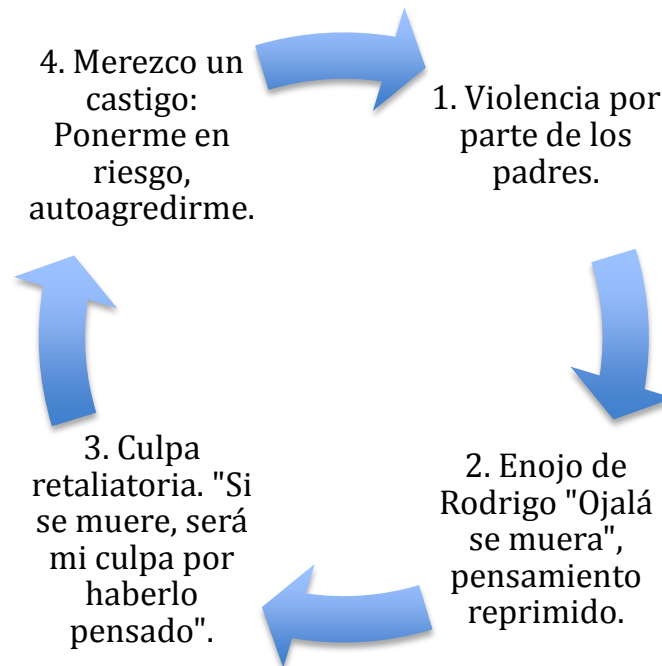 1. Violencia por
parte de los
padres.
2. Enojo de
Rodrigo "Ojalá
se muera",
pensamiento
reprimido.
3. Culpa
retaliatoria. "Si
se muere, será
mi culpa por
haberlo
pensado".
4. Merezco un
castigo:
Ponerme en
riesgo,
autoagredirme.